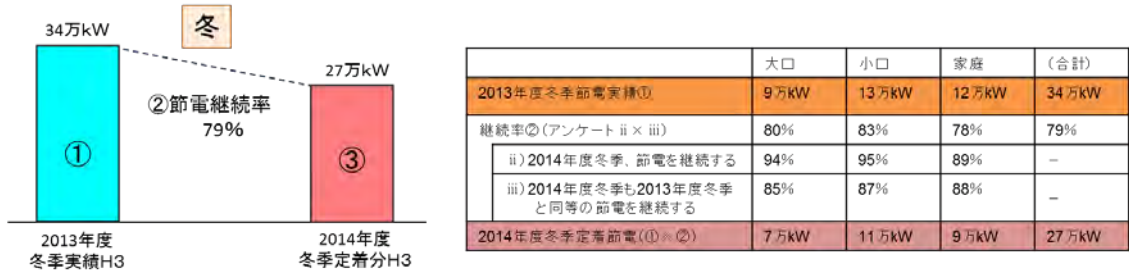 冬
34万kW
27万kW
②節電継続率
79%
①
③
2013年度
冬季実績H3
2014年度
冬季定着分H3
大口 小口 家庭 (合計)
2013年度冬季節電実績① 9万kW 13万kW 12万kW 34万kW
継続率②(アンケートⅱ×ⅲ) 80% 83% 78% 79%
ⅱ)2014年度冬季、節電を継続する 94% 95% 89% −
ⅲ)2014年度冬季も2013年度冬季 85% 87% 88% −
と同等の節電を継続する
2014年度冬季定着節電(①×②) 7万kW 11万kW 9万kW 27万kW